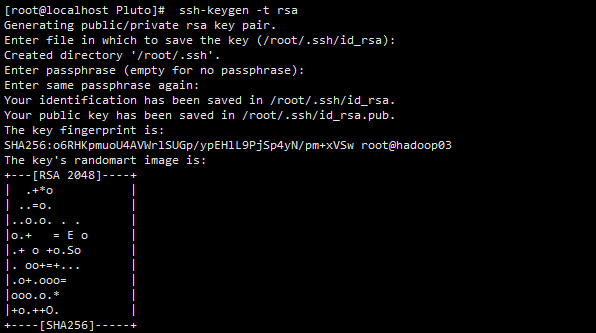 [root@localhost Pluto]#  ssh-keygen -t rsa
Generating public/private rsa key pair.
Enter file in which to save the key (/root/.ssh/id_rsa):
Created directory '/root/.ssh'.
Enter passphrase (empty for no passphrase):
Enter same passphrase again:
Your identification has been saved in /root/.ssh/id_rsa.
Your public key has been saved in /root/.ssh/id_rsa.pub.
The key fingerprint is:
SHA256:o6RHKpmuoU4AVWrlSUGp/ypEHlL9PjSp4yN/pm+xVSw root@hadoop03
The key's randomart image is:
+---[RSA 2048]----+
|  .+*o           |
| ..=o.           |
|..o.o. . .       |
|o.+   = E o      |
|.+ o +o.So       |
|. oo+=+...       |
|.o+.ooo=         |
|ooo.o.*          |
|+o.++O.          |
+----[SHA256]-----+